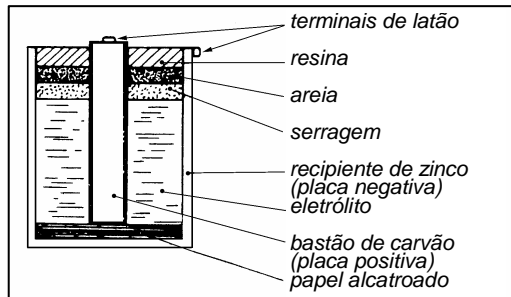 terminais de latão
resina
areia
serragem
recipiente de zinco
(placa negativa)
eletrólito
bastão de carvão
(placa positiva)
papel alcatroado